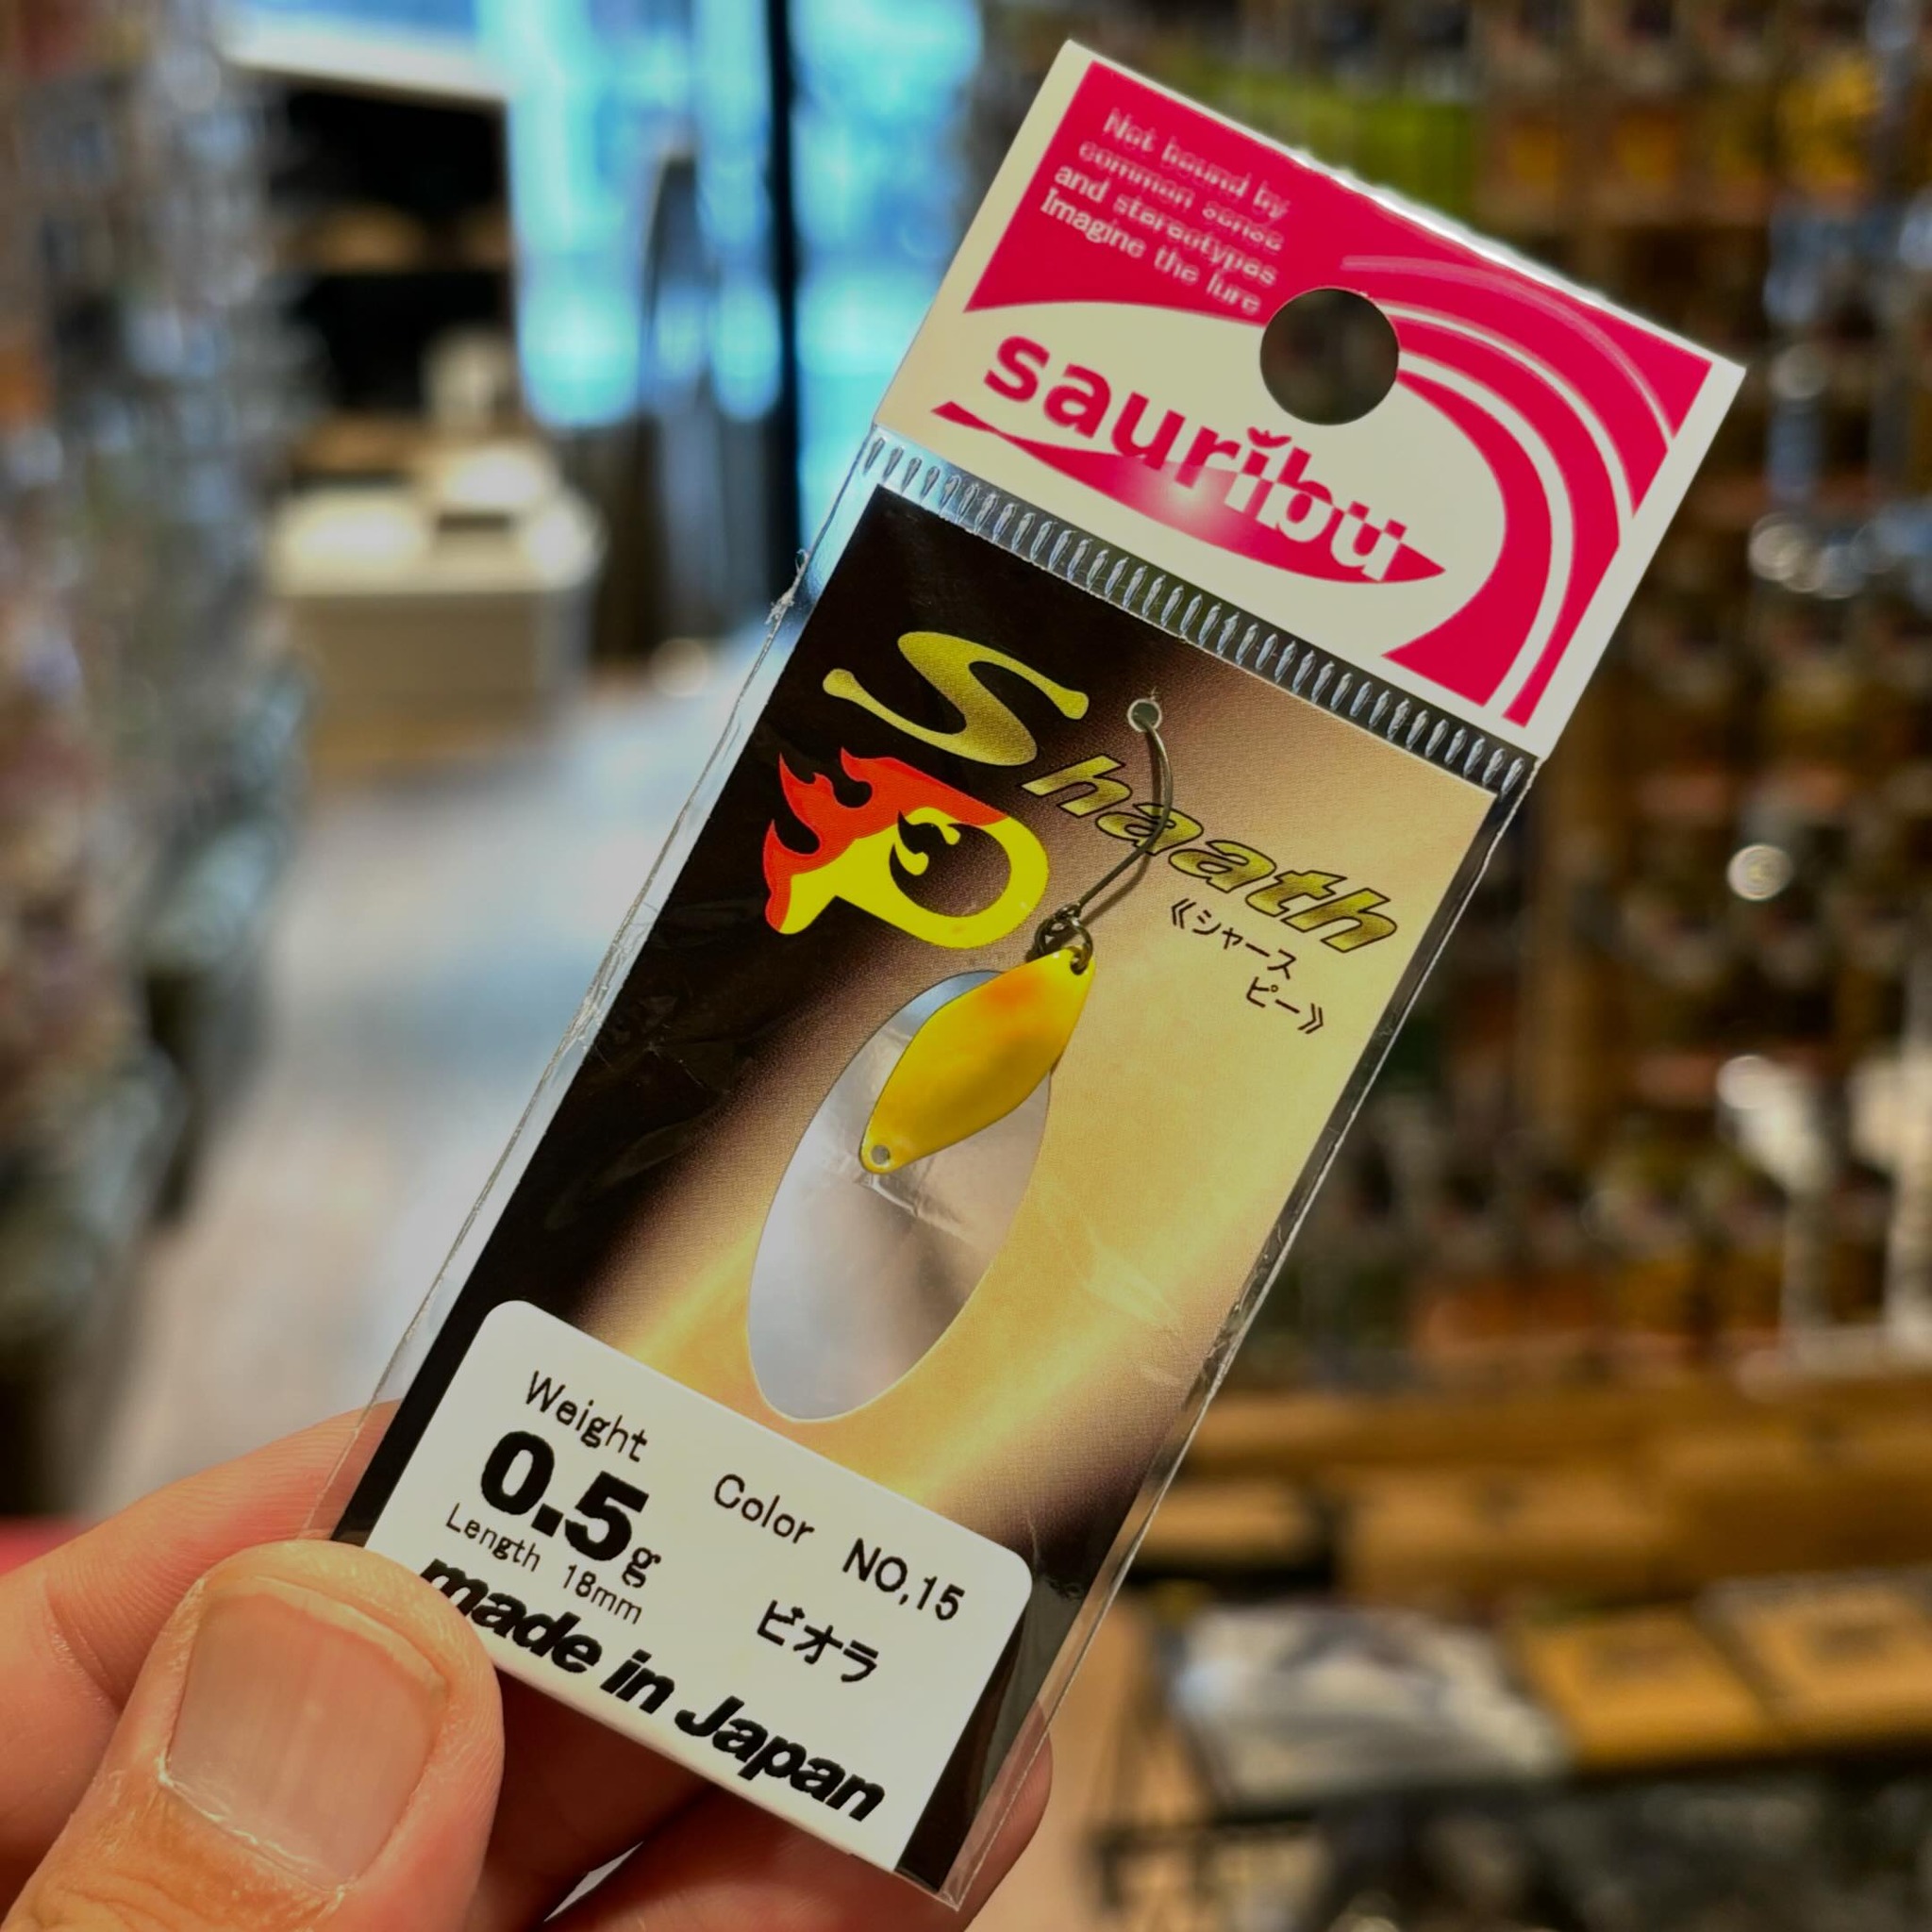 Not bound by
common sense
and stereotypes
Imagine the lure
sauribu
Shaath
P
《シャース
ピー》
Weight
0.5g
Length 18mm
Color NO,15
ビオラ
made in Japan